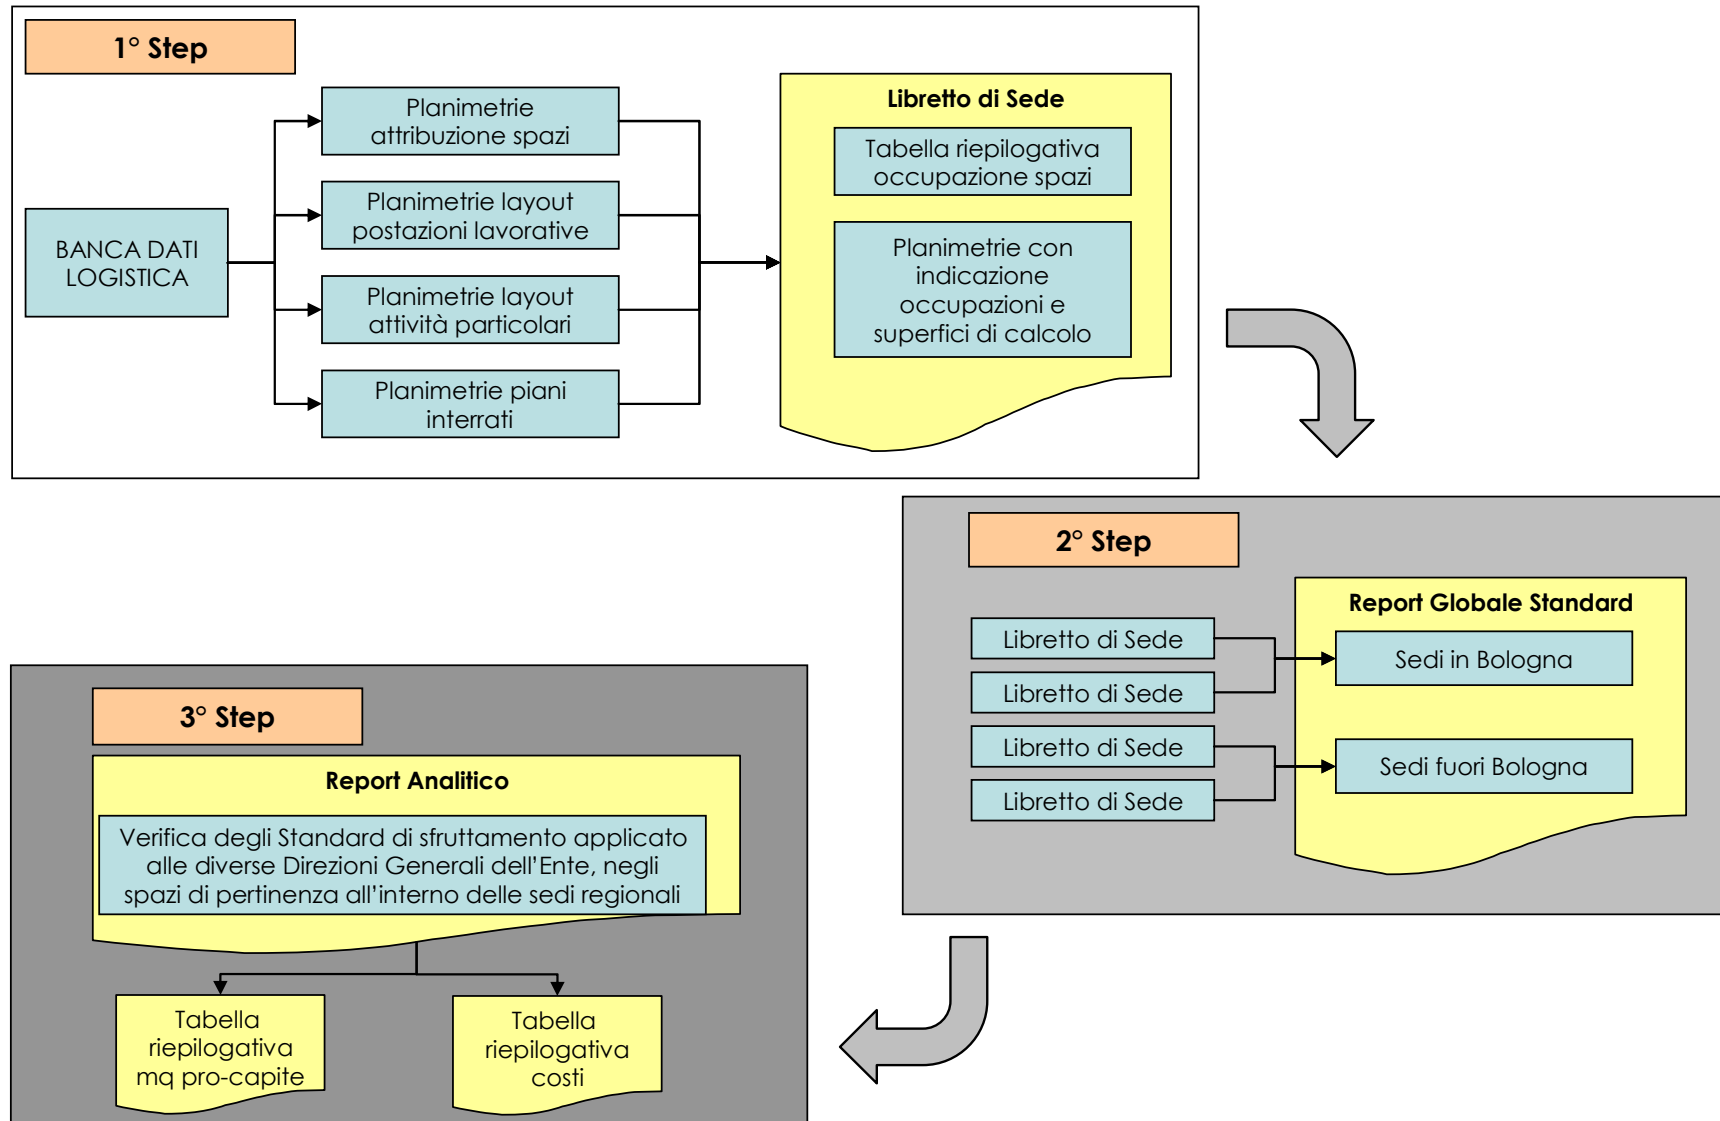 1° Step
BANCA DATI
LOGISTICA
Planimetrie
attribuzione spazi
Planimetrie layout
postazioni lavorative
Planimetrie layout
attività particolari
Planimetrie piani
interrati
Libretto di Sede
Tabella riepilogativa
occupazione spazi
Planimetrie con
indicazione
occupazioni e
superfici di calcolo
2° Step
Libretto di Sede
Libretto di Sede
Libretto di Sede
Libretto di Sede
Report Globale Standard
Sedi in Bologna
Sedi fuori Bologna
3° Step
Report Analitico
Verifica degli Standard di sfruttamento applicato
alle diverse Direzioni Generali dell’Ente, negli
spazi di pertinenza all’interno delle sedi regionali
Tabella
riepilogativa
mq pro-capite
Tabella
riepilogativa
costi